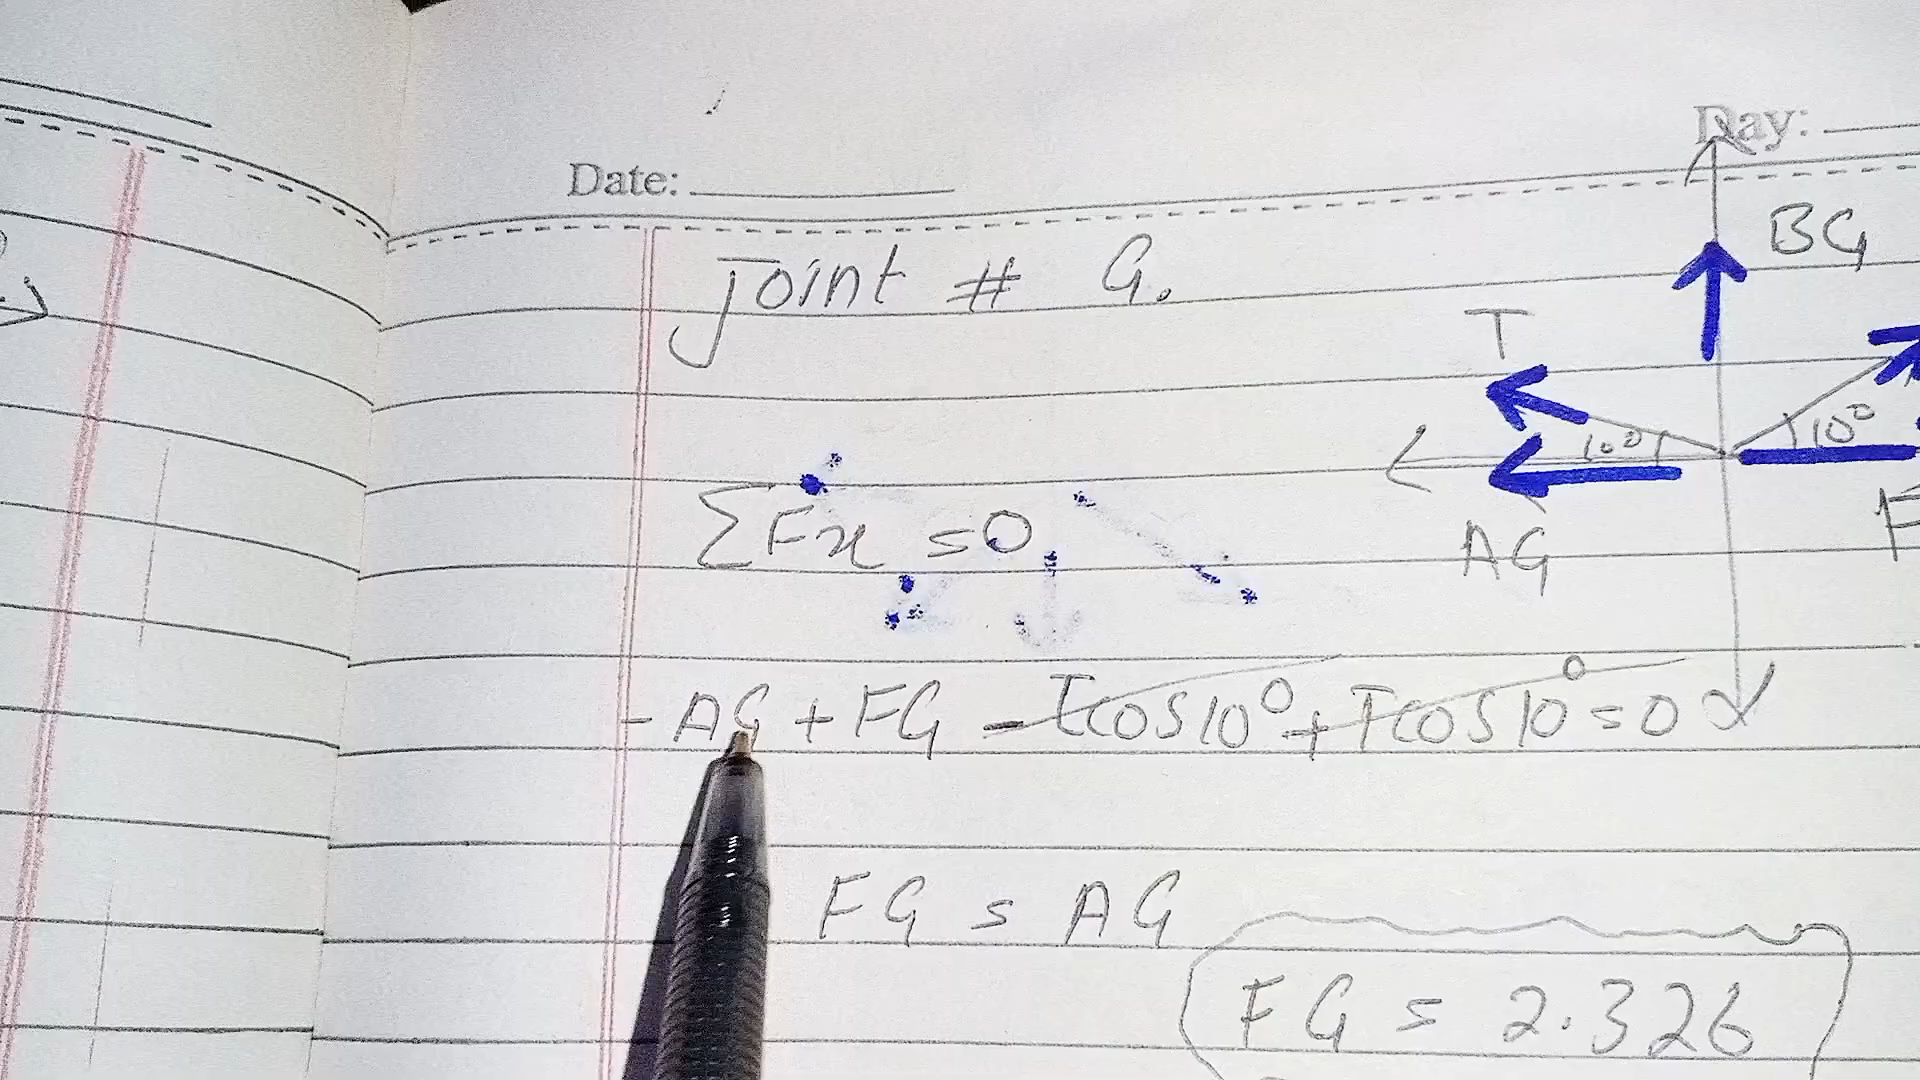 Date:
Day:
Joint # G.
BG
T
10°
10°
AG
F
ΣFx = 0
- AG + FG - Tcos10° + Tcos10° = 0
FG = AG
FG = 2.326